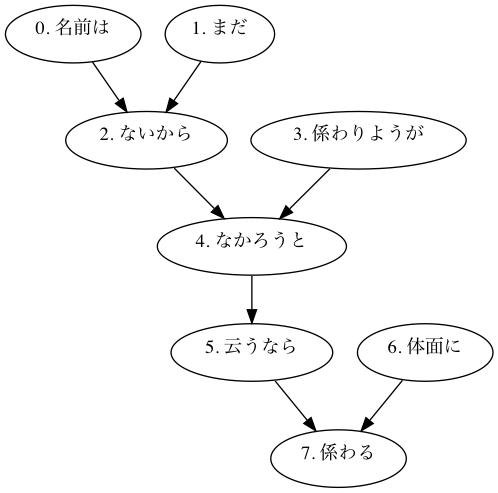 0. 名前は
1. まだ
2. ないから
3. 係わりようが
4. なかろうと
5. 云うなら
6. 体面に
7. 係わる